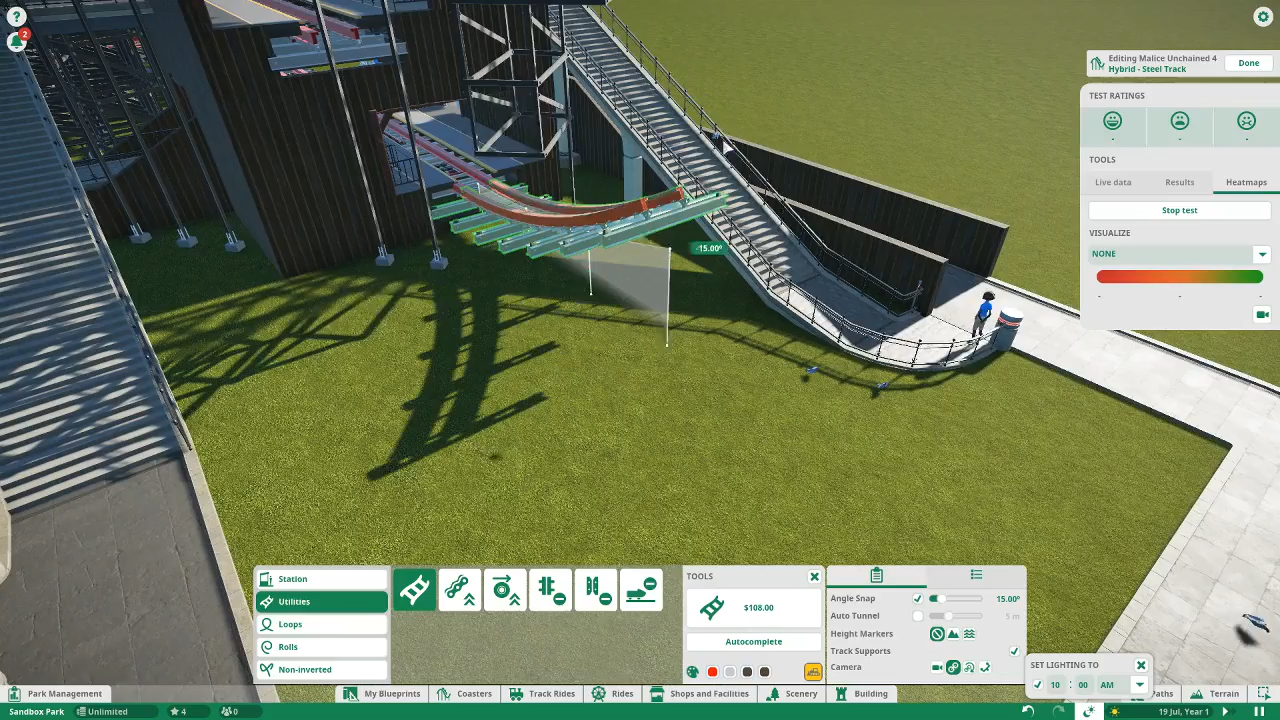 ?
2
Editing Malice Unchained 4
Hybrid - Steel Track
Done
TEST RATINGS
- - -
TOOLS
Live data Results Heatmaps
Stop test
VISUALIZE
NONE
- - -
-15.00°
Station
Utilities
Loops
Rolls
Non-inverted
TOOLS
$108.00
Autocomplete
Angle Snap 15.00°
Auto Tunnel 5 m
Height Markers
Track Supports
Camera
SET LIGHTING TO
10 : 00 AM
Park Management
My Blueprints Coasters Track Rides Rides Shops and Facilities Scenery Building Paths Terrain
Sandbox Park Unlimited 4 0 19 Jul, Year 1